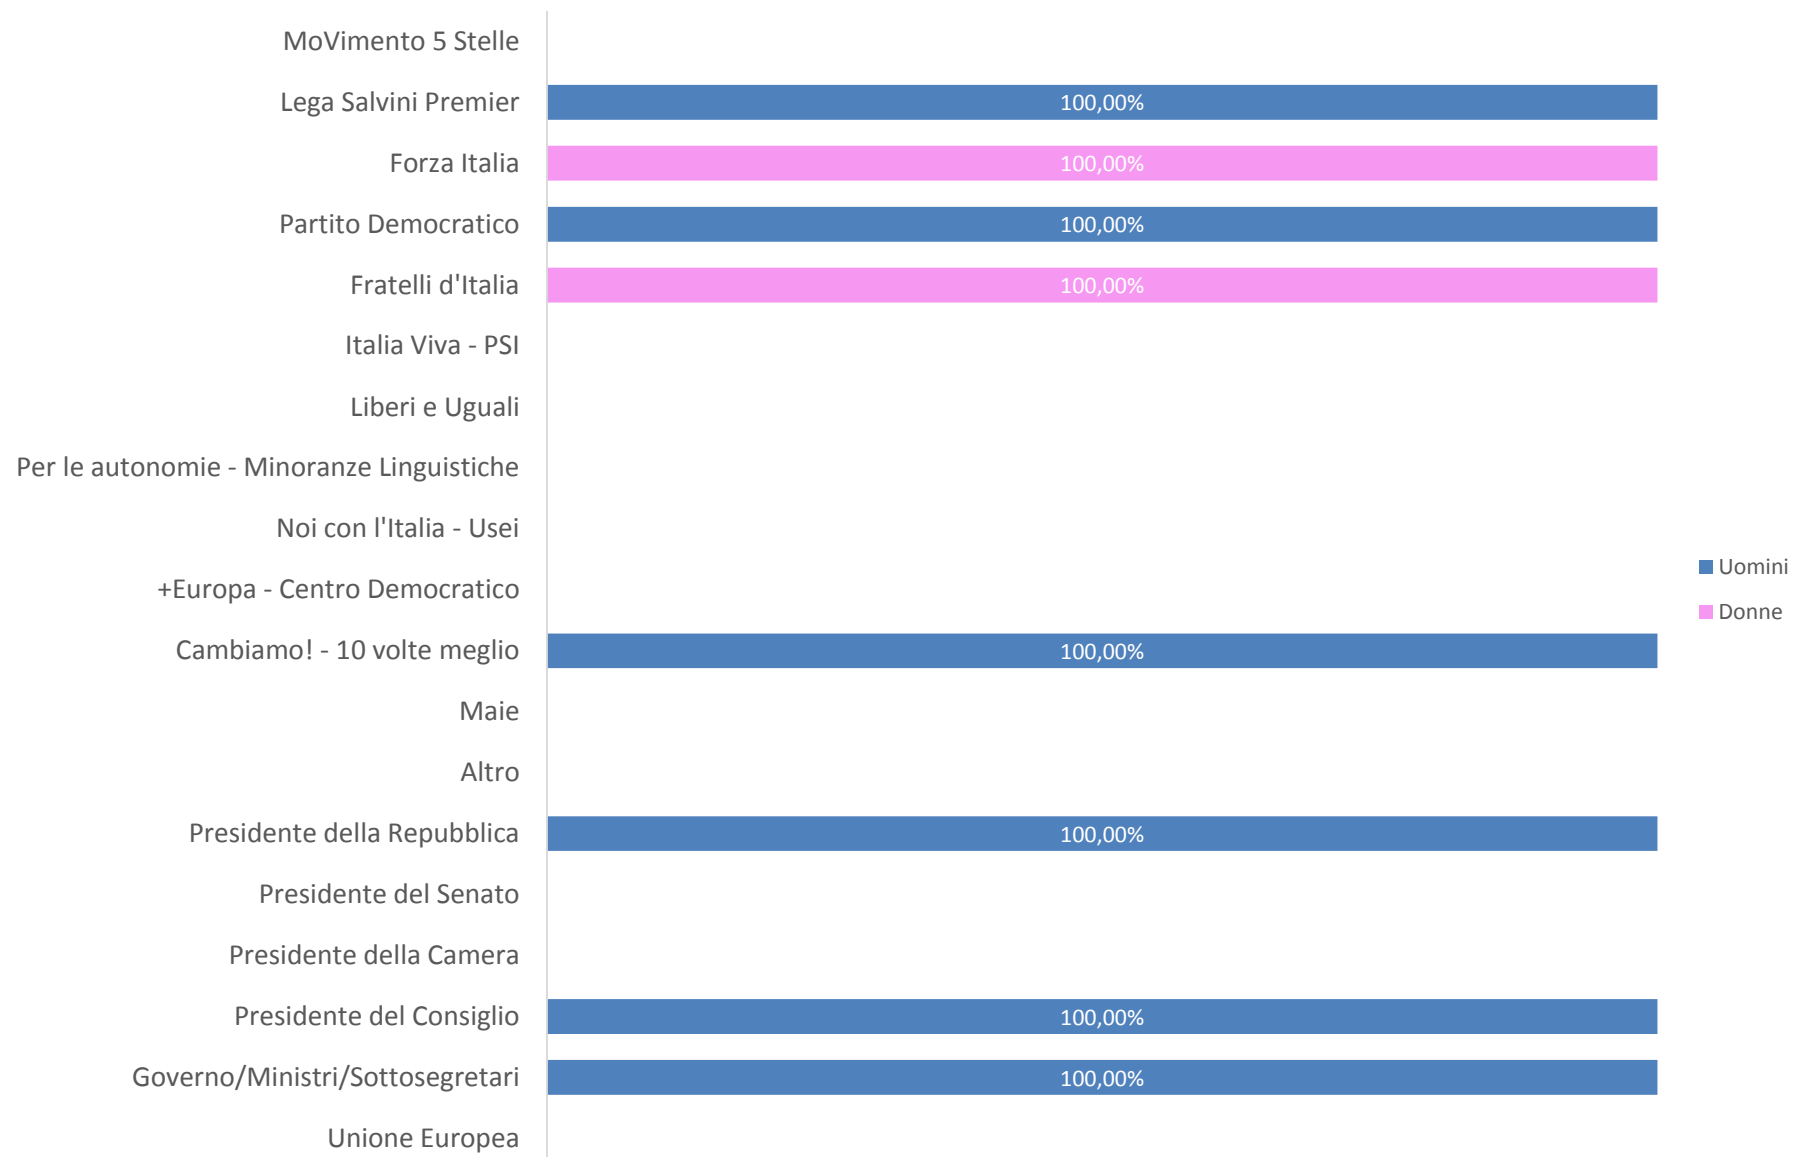 MoVimento 5 Stelle
Lega Salvini Premier 100,00%
Forza Italia 100,00%
Partito Democratico 100,00%
Fratelli d'Italia 100,00%
Italia Viva - PSI
Liberi e Uguali
Per le autonomie - Minoranze Linguistiche
Noi con l'Italia - Usei
+Europa - Centro Democratico
Cambiamo! - 10 volte meglio 100,00%
Maie
Altro
Presidente della Repubblica 100,00%
Presidente del Senato
Presidente della Camera
Presidente del Consiglio 100,00%
Governo/Ministri/Sottosegretari 100,00%
Unione Europea
Uomini
Donne